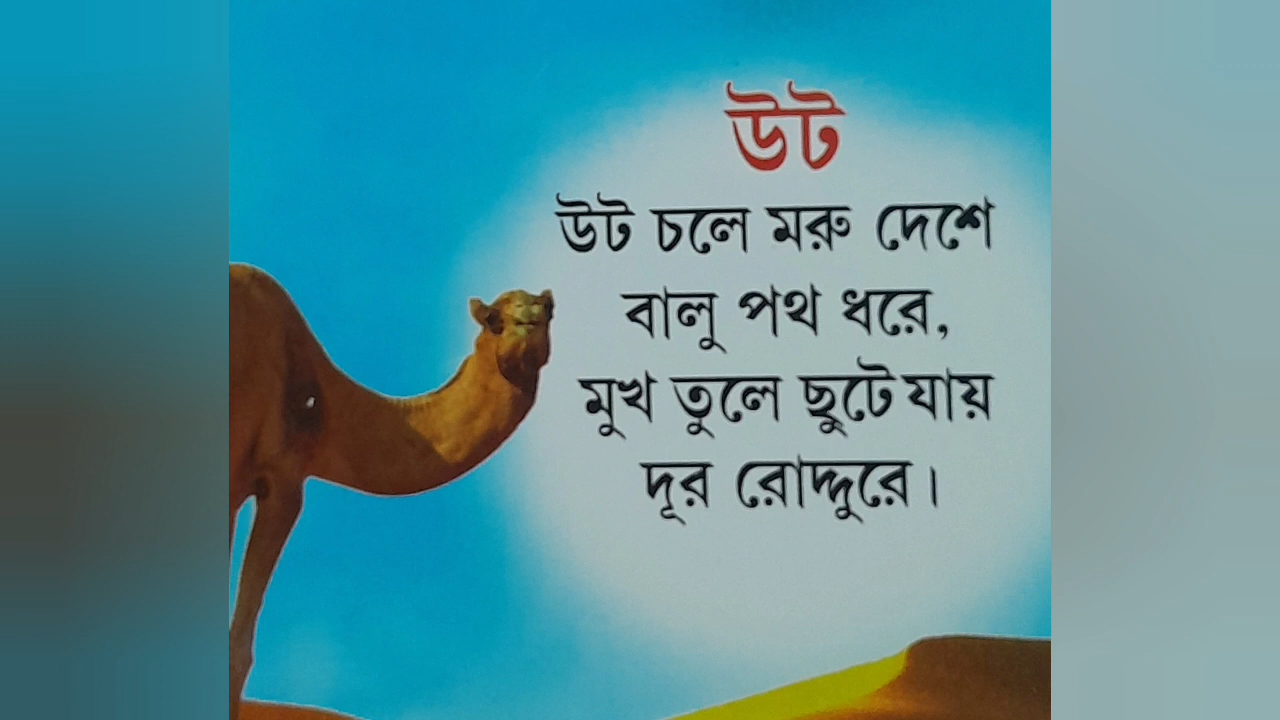 উট
উট চলে মরু দেশে
বালু পথ ধরে,
মুখ তুলে ছুটে যায়
দূর রোদ্দুরে।